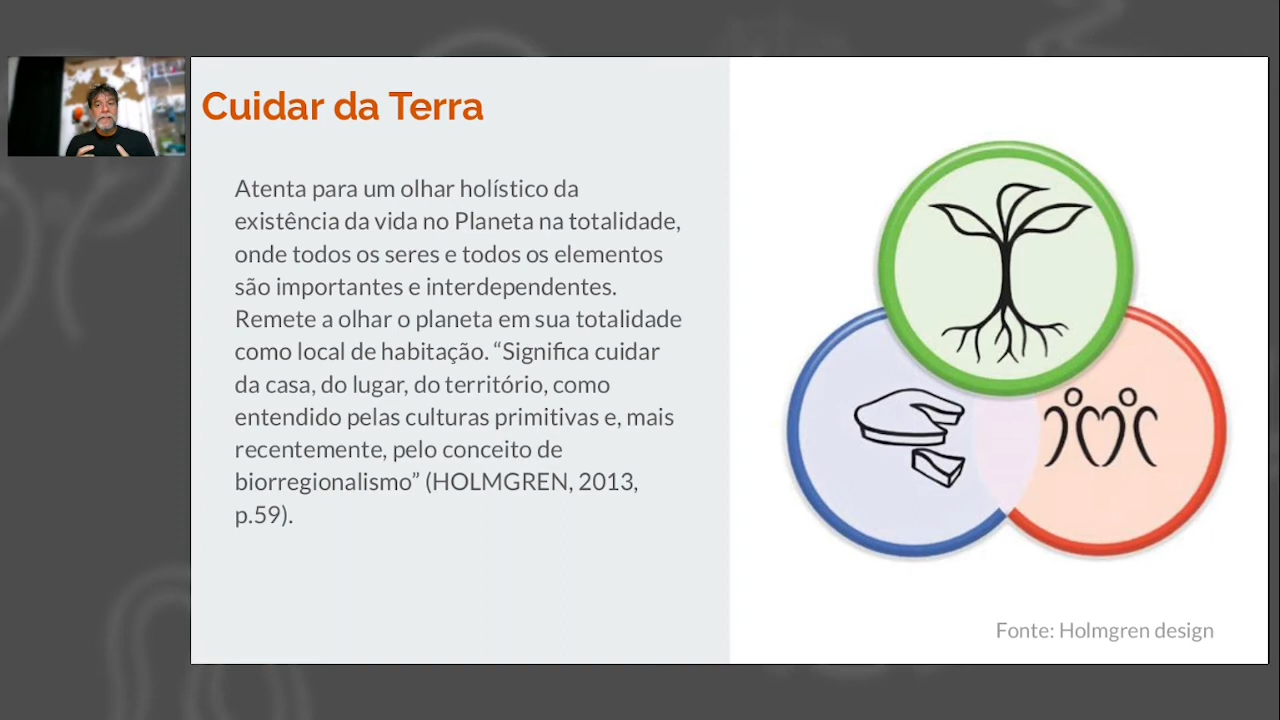 Cuidar da Terra
Atenta para um olhar holístico da
existência da vida no Planeta na totalidade,
onde todos os seres e todos os elementos
são importantes e interdependentes.
Remete a olhar o planeta em sua totalidade
como local de habitação. “Significa cuidar
da casa, do lugar, do território, como
entendido pelas culturas primitivas e, mais
recentemente, pelo conceito de
biorregionalismo” (HOLMGREN, 2013,
p.59).
Fonte: Holmgren design